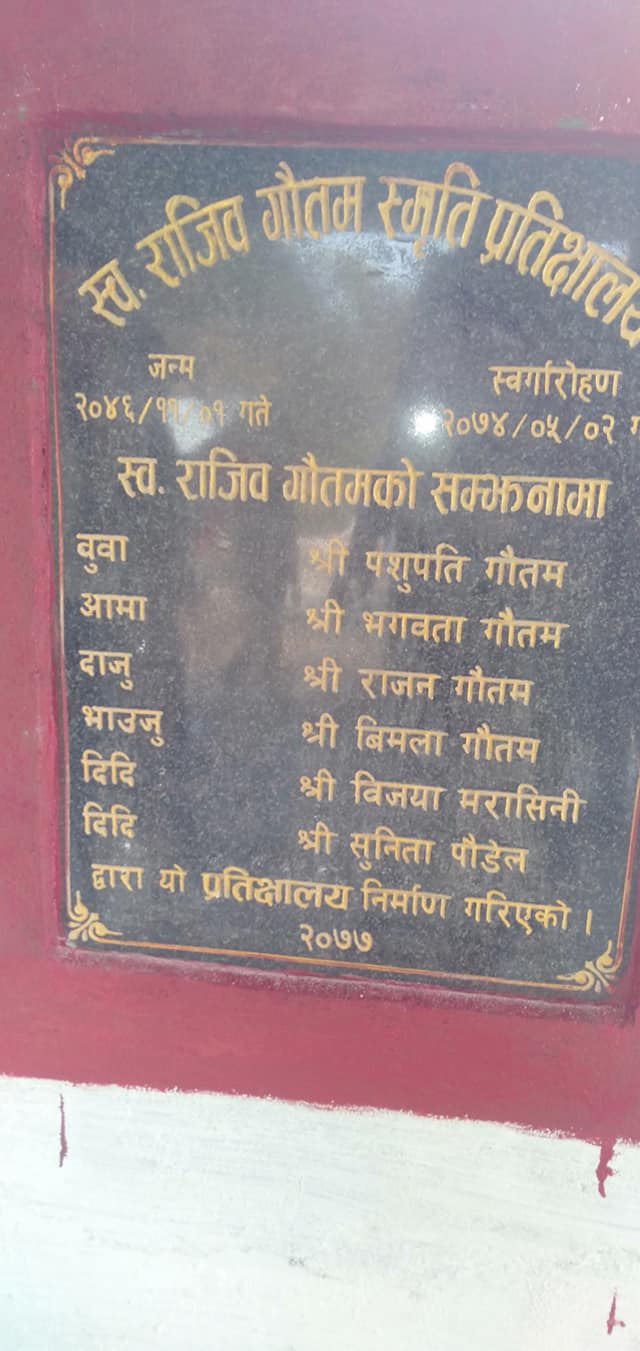 स्व. राजिव गौतम स्मृति प्रतिक्षालय
जन्म स्वर्गारोहण
२०४६/११/०१ गते २०७४/०५/०२
स्व. राजिव गौतमको सम्झनामा
वुवा श्री पशुपति गौतम
आमा श्री भगवता गौतम
दाजु श्री राजन गौतम
भाउजु श्री बिमला गौतम
दिदि श्री विजया मरासिनी
दिदि श्री सुनिता पौडेल
द्वारा यो प्रतिक्षालय निर्माण गरिएको ।
२०७७